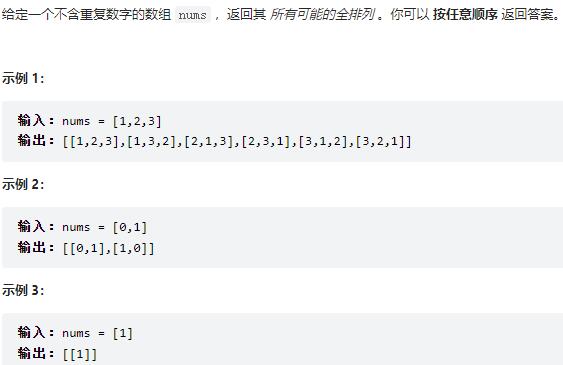 给定一个不含重复数字的数组 nums ，返回其 所有可能的全排列 。你可以 按任意顺序 返回答案。
示例 1：
输入：nums = [1,2,3]
输出：[[1,2,3],[1,3,2],[2,1,3],[2,3,1],[3,1,2],[3,2,1]]
示例 2：
输入：nums = [0,1]
输出：[[0,1],[1,0]]
示例 3：
输入：nums = [1]
输出：[[1]]